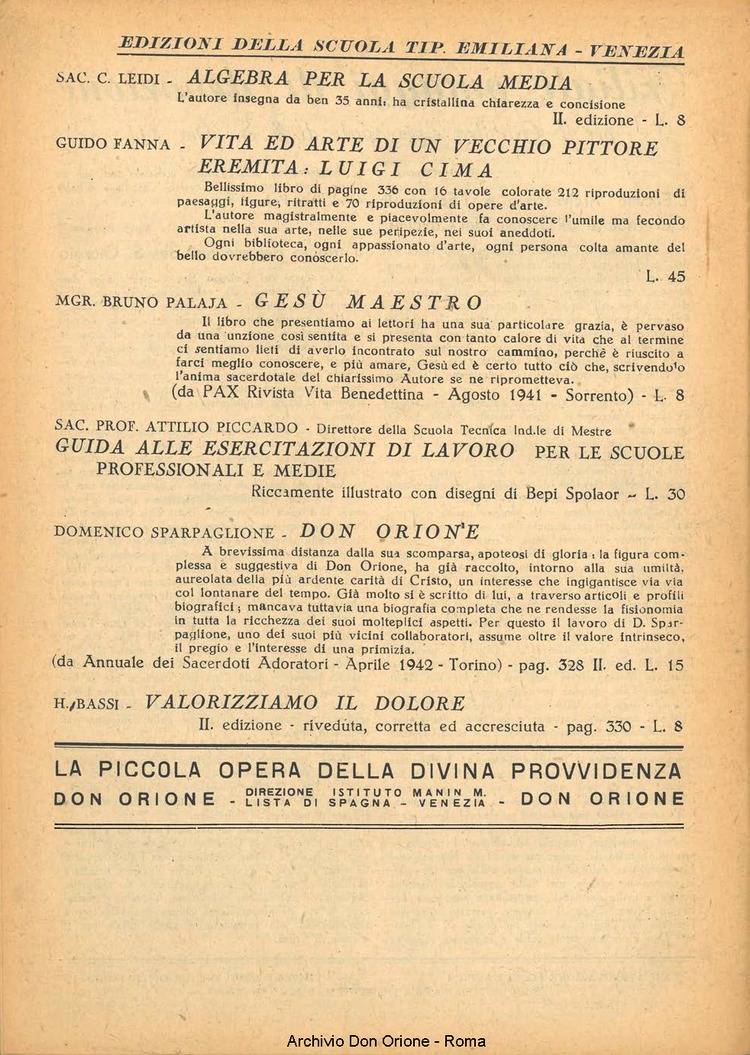 EDIZIONI DELLA SCUOLA TIP. EMILIANA - VENEZIA
SAC. C. LEIDI - ALGEBRA PER LA SCUOLA MEDIA
L'autore insegna da ben 35 anni: ha cristallina chiarezza e concisione
II. edizione - L. 8
GUIDO FANNA - VITA ED ARTE DI UN VECCHIO PITTORE
EREMITA: LUIGI CIMA
Bellissimo libro di pagine 336 con 16 tavole colorate 212 riproduzioni di
paesaggi, figure, ritratti e 70 riproduzioni di opere d'arte.
L'autore magistralmente e piacevolmente fa conoscere l'umile ma fecondo
artista nella sua arte, nelle sue peripezie, nei suoi aneddoti.
Ogni biblioteca, ogni appassionato d'arte, ogni persona colta amante del
bello dovrebbero conoscerlo.
L. 45
MGR. BRUNO PALAJA - GESÙ MAESTRO
Il libro che presentiamo ai lettori ha una sua particolare grazia, è pervaso
da una unzione così sentita e si presenta con tanto calore di vita che al termine
ci sentiamo lieti di averlo incontrato sul nostro cammino, perchè è riuscito a
farci meglio conoscere, e più amare, Gesù ed è certo tutto ciò che, scrivendolo
l'anima sacerdotale del chiarissimo Autore se ne riprometteva.
(da PAX Rivista Vita Benedettina - Agosto 1941 - Sorrento) - L. 8
SAC. PROF. ATTILIO PICCARDO - Direttore della Scuola Tecnica Ind.le di Mestre
GUIDA ALLE ESERCITAZIONI DI LAVORO PER LE SCUOLE
PROFESSIONALI E MEDIE
Riccamente illustrato con disegni di Bepi Spolaor - L. 30
DOMENICO SPARPAGLIONE - DON ORIONE
A brevissima distanza dalla sua scomparsa, apoteosi di gloria: la figura com-
plessa e suggestiva di Don Orione, ha già raccolto, intorno alla sua umiltà,
aureolata della più ardente carità di Cristo, un interesse che ingigantisce via via
col lontanare del tempo. Già molto si è scritto di lui, a traverso articoli e profili
biografici; mancava tuttavia una biografia completa che ne rendesse la fisionomia
in tutta la ricchezza dei suoi molteplici aspetti. Per questo il lavoro di D. Spar-
paglione, uno dei suoi più vicini collaboratori, assume oltre il valore intrinseco,
il pregio e l'interesse di una primizia.
(da Annuale dei Sacerdoti Adoratori - Aprile 1942 - Torino) - pag. 328 II. ed. L. 15
H. BASSI - VALORIZZIAMO IL DOLORE
II. edizione - riveduta, corretta ed accresciuta - pag. 330 - L. 8
LA PICCOLA OPERA DELLA DIVINA PROVVIDENZA
DON ORIONE - DIREZIONE ISTITUTO MANIN M. LISTA DI SPAGNA - VENEZIA - DON ORIONE
Archivio Don Orione - Roma